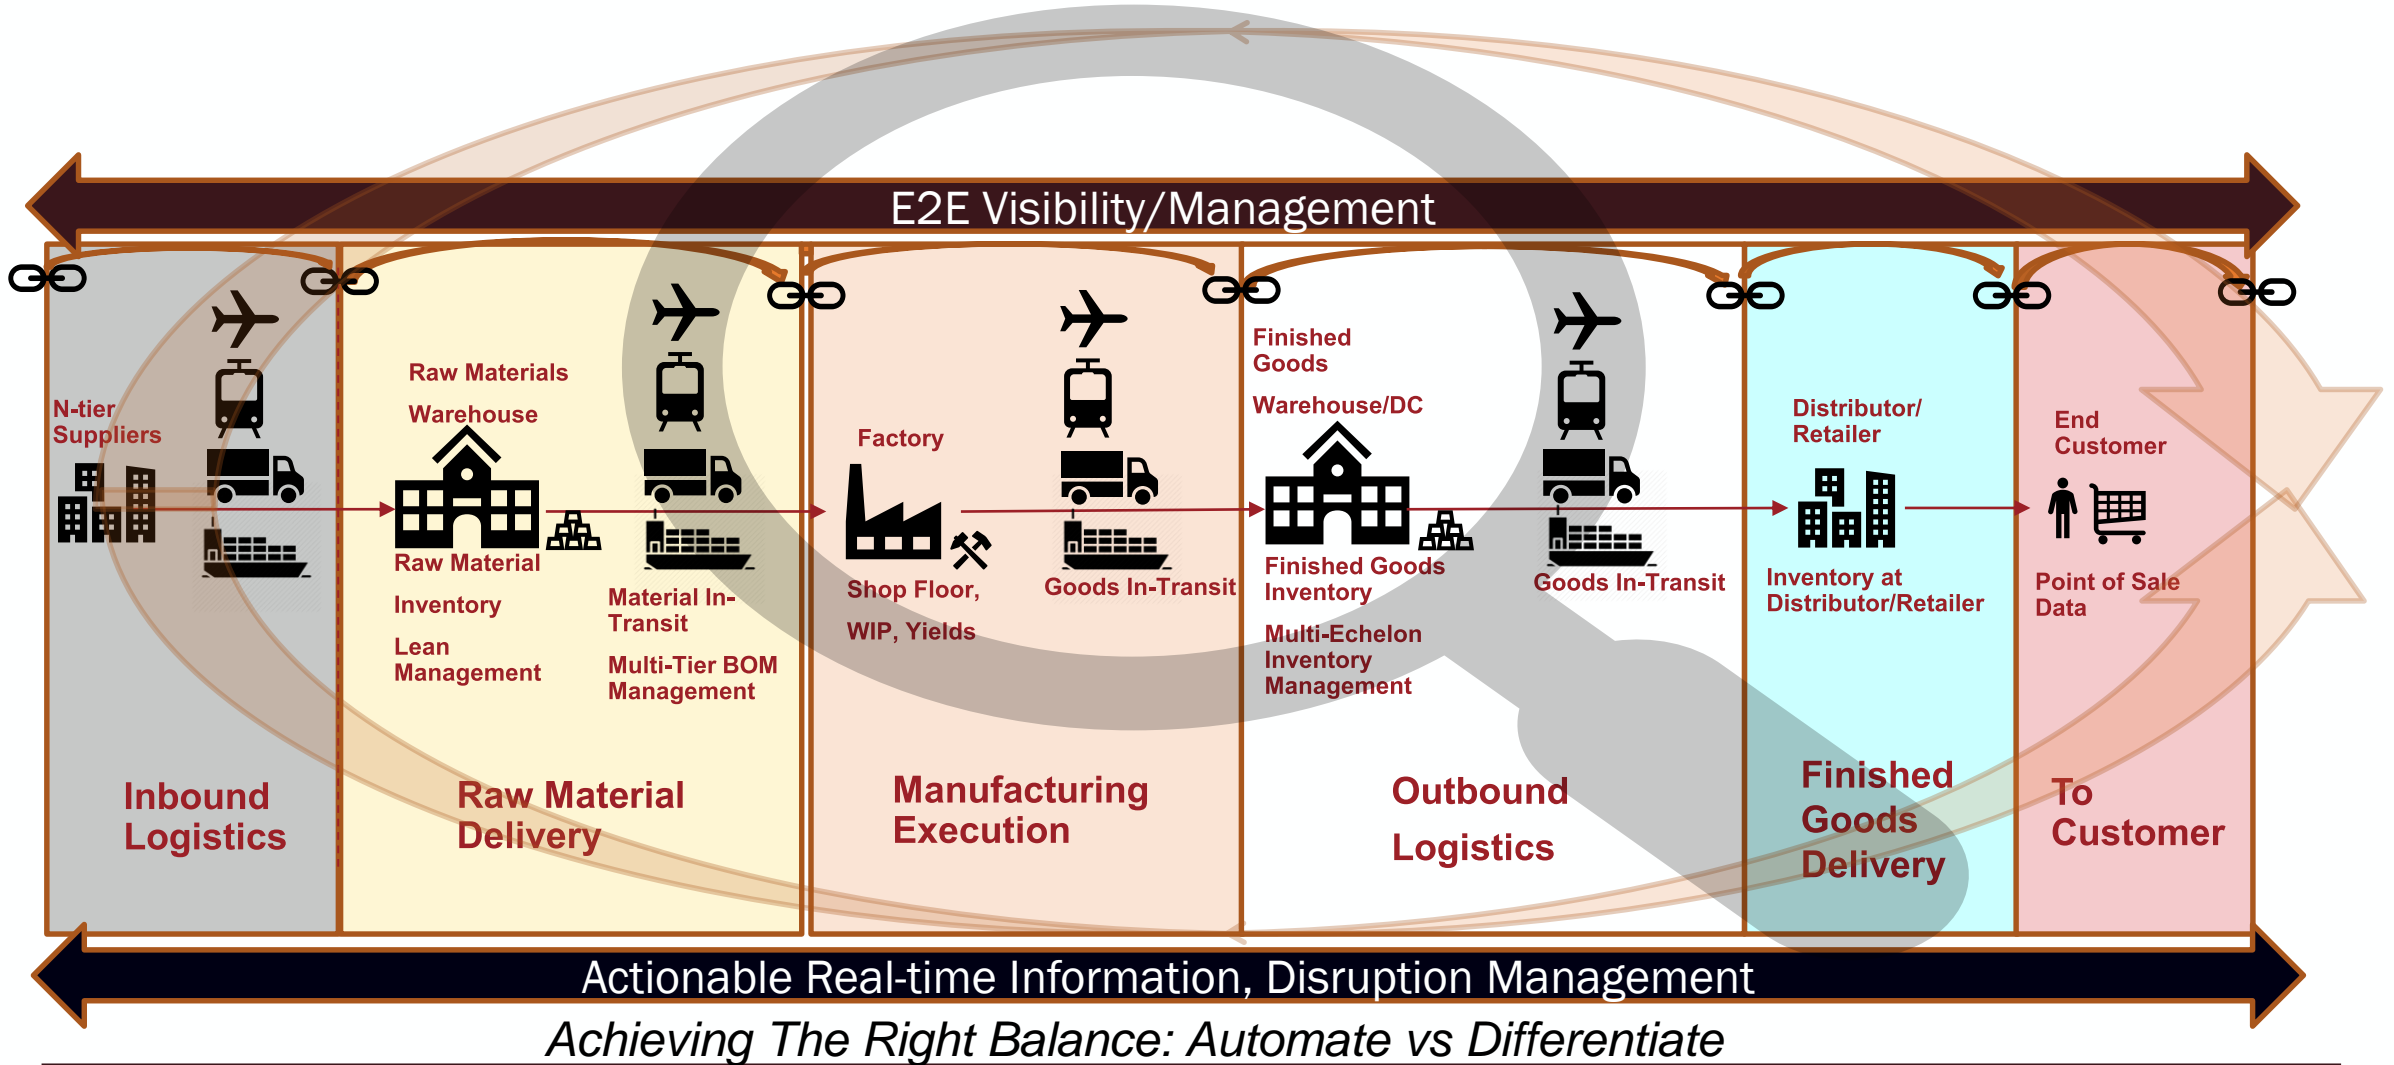 E2E Visibility/Management
N-tier
Suppliers
Raw Materials
Warehouse
Raw Material
Inventory
Lean
Management
Material In-
Transit
Multi-Tier BOM
Management
Factory
Shop Floor,
WIP, Yields
Goods In-Transit
Finished
Goods
Warehouse/DC
Finished Goods
Inventory
Multi-Echelon
Inventory
Management
Goods In-Transit
Distributor/
Retailer
Inventory at
Distributor/Retailer
End
Customer
Point of Sale
Data
Inbound
Logistics
Raw Material
Delivery
Manufacturing
Execution
Outbound
Logistics
Finished
Goods
Delivery
To
Customer
Actionable Real-time Information, Disruption Management
Achieving The Right Balance: Automate vs Differentiate